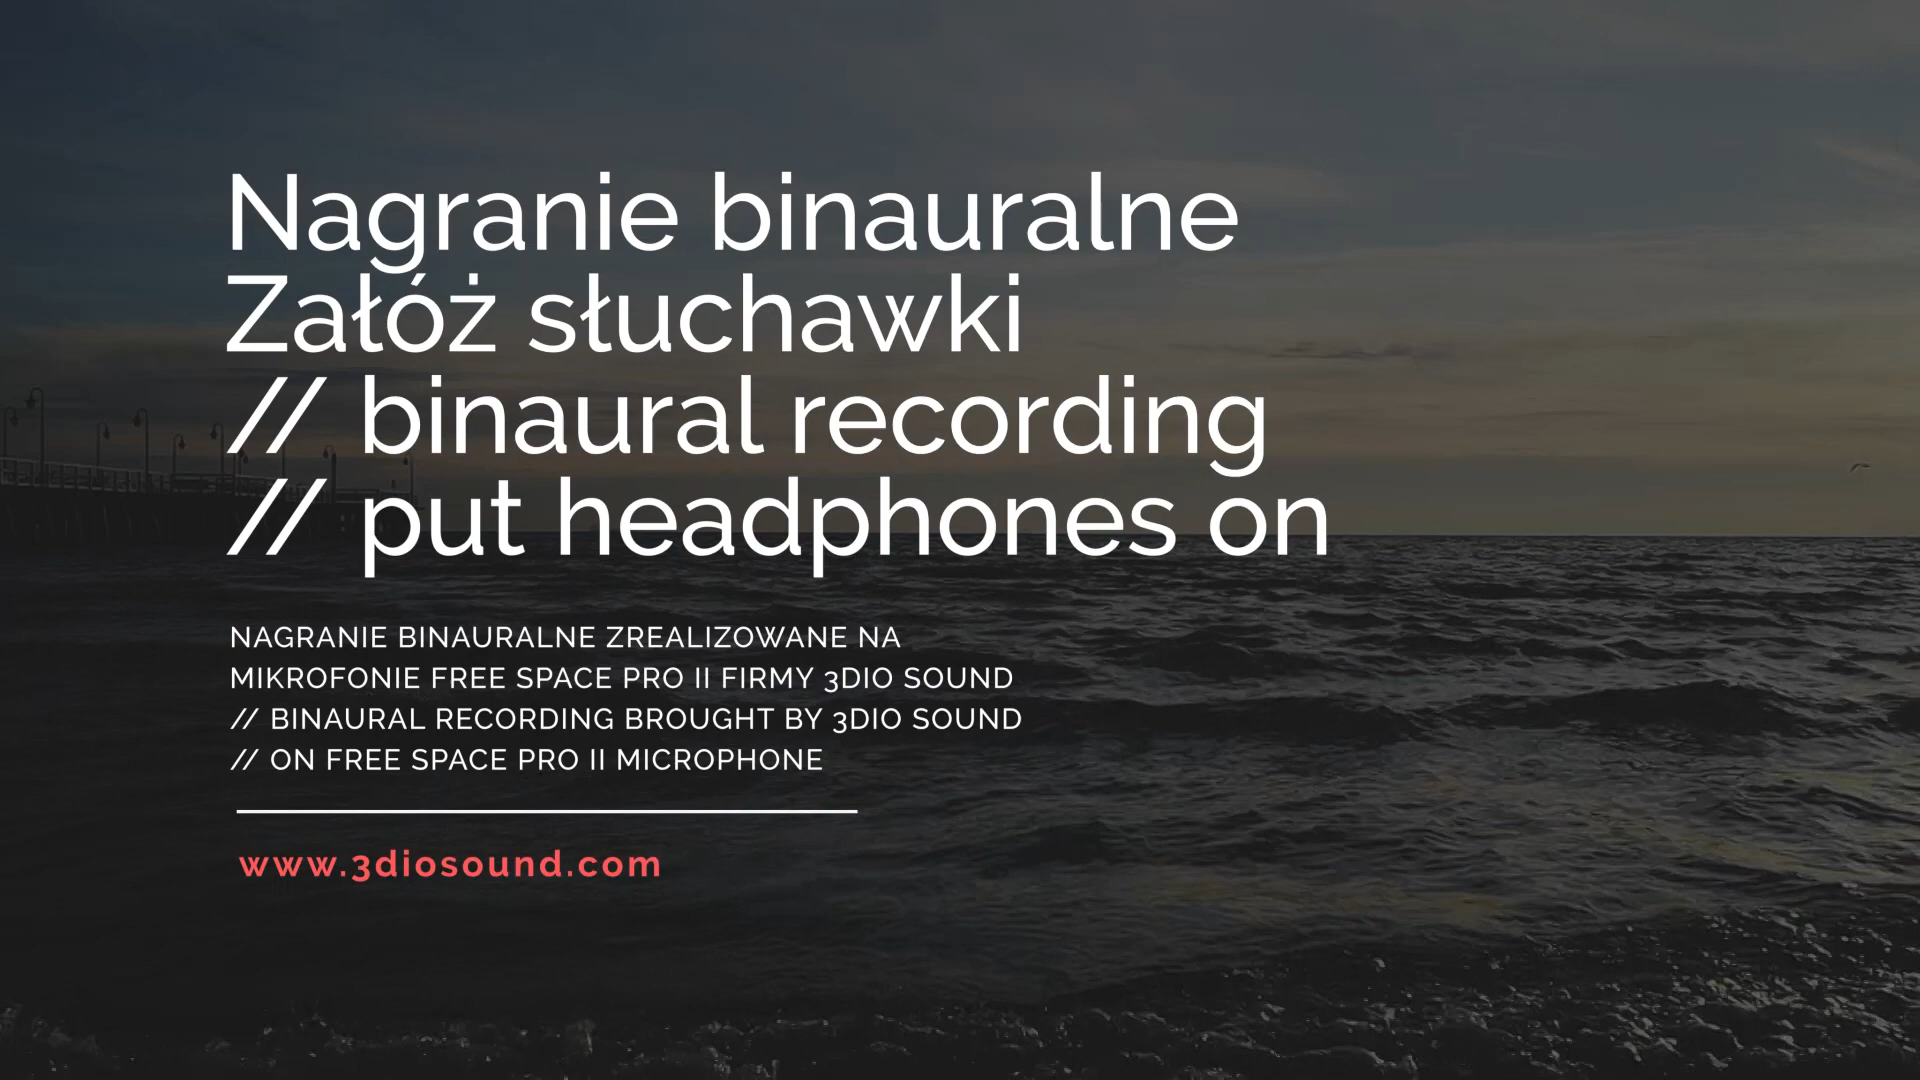 Nagranie binauralne
Załóż słuchawki
// binaural recording
// put headphones on
NAGRANIE BINAURALNE ZREALIZOWANE NA
MIKROFONIE FREE SPACE PRO II FIRMY 3DIO SOUND
// BINAURAL RECORDING BROUGHT BY 3DIO SOUND
// ON FREE SPACE PRO II MICROPHONE
www.3diosound.com